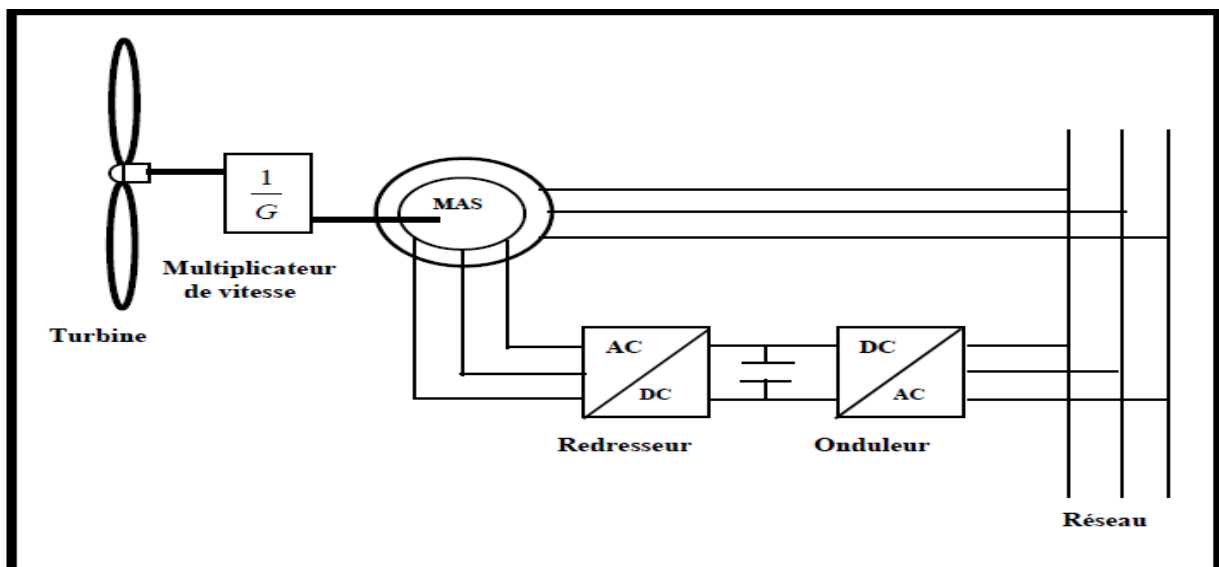 1
G
MAS
Multiplicateur
de vitesse
Turbine
AC
DC
Redresseur
DC
AC
Onduleur
Réseau